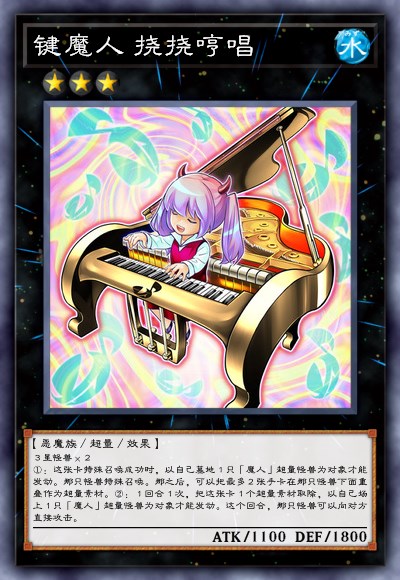 键魔人 挠挠哼唱
水
【恶魔族／超量／效果】
3星怪兽×2
①：这张卡特殊召唤成功时，以自己墓地1只「魔人」超量怪兽为对象才能
发动。那只怪兽特殊召唤。那之后，可以把最多2张手卡在那只怪兽下面重
叠作为超量素材。②：1回合1次，把这张卡1个超量素材取除，以自己场
上1只「魔人」超量怪兽为对象才能发动。这个回合，那只怪兽可以向对方
直接攻击。
ATK/1100 DEF/1800